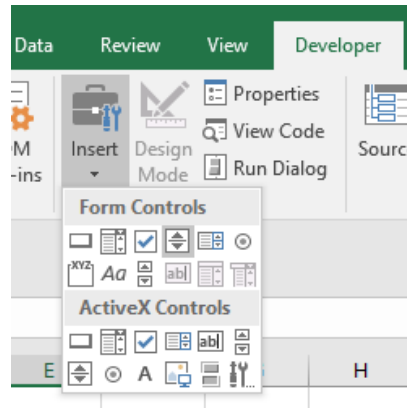 Data Review View Developer
Properties
View Code
Run Dialog
M
-ins
Insert
Design
Mode
Sourc
Form Controls
XYZ Aa ab
ActiveX Controls
ab
A
E H